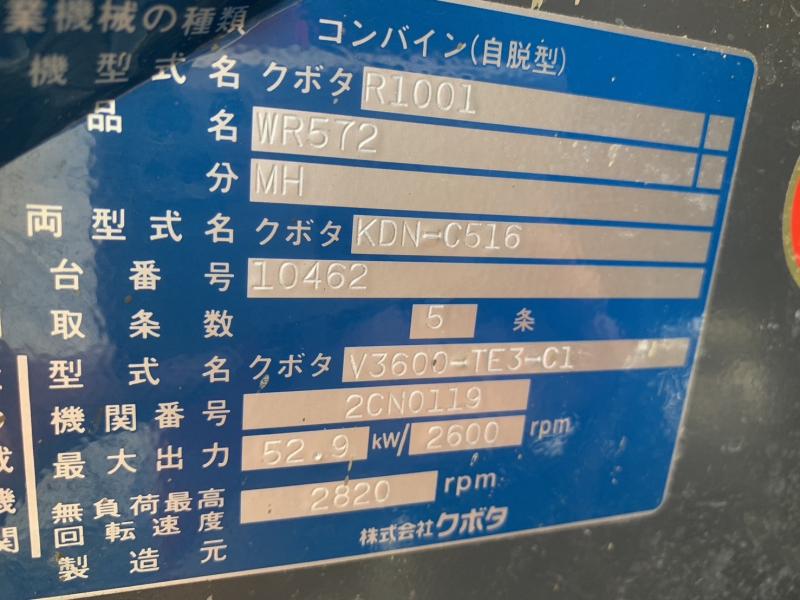 業機械の種類 コンバイン(自脱型)
機型式名 クボタ R1001
品名 WR572
分 MH
両型式名 クボタ KDN-C516
台番号 10462
取条数 5 条
型式名 クボタ V3600-TE3-C1
機関番号 2CN0119
最大出力 52.9 kW/ 2600 rpm
無負荷最高回転速度 2820 rpm
製造元 株式会社クボタ
機
関